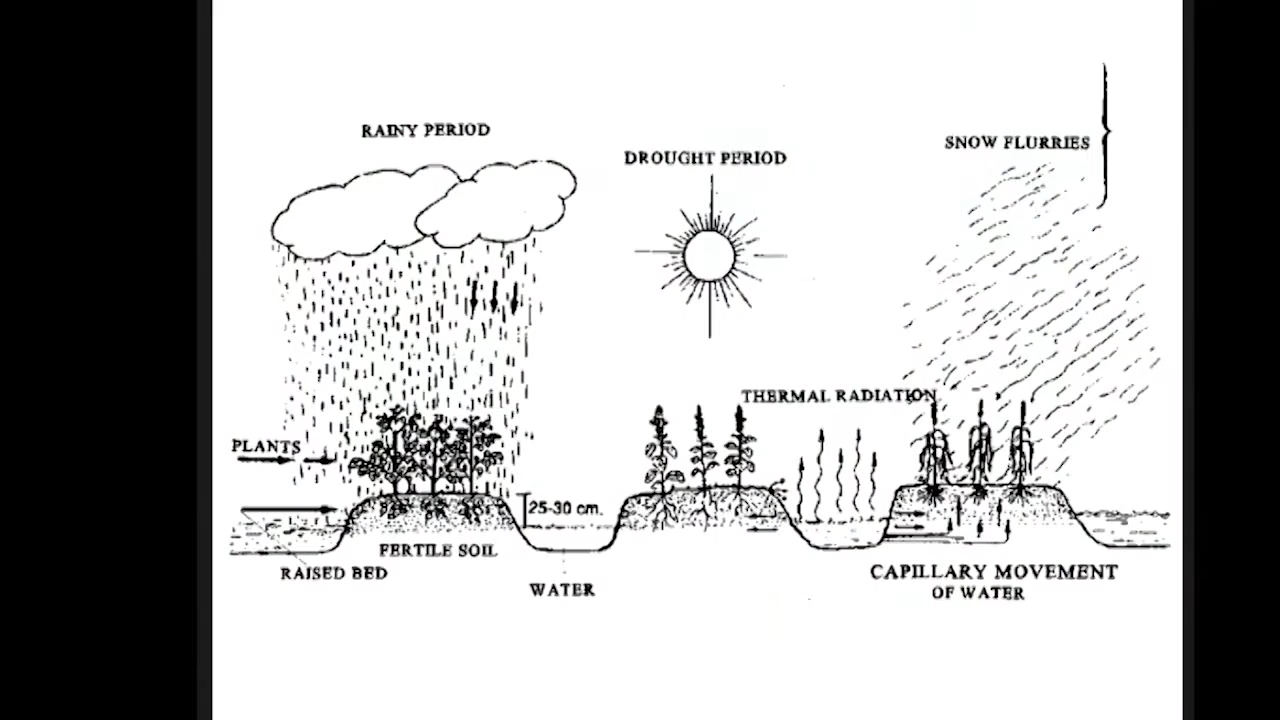 RAINY PERIOD
DROUGHT PERIOD
SNOW FLURRIES
THERMAL RADIATION
PLANTS
25-30 cm.
FERTILE SOIL
RAISED BED
WATER
CAPILLARY MOVEMENT
OF WATER